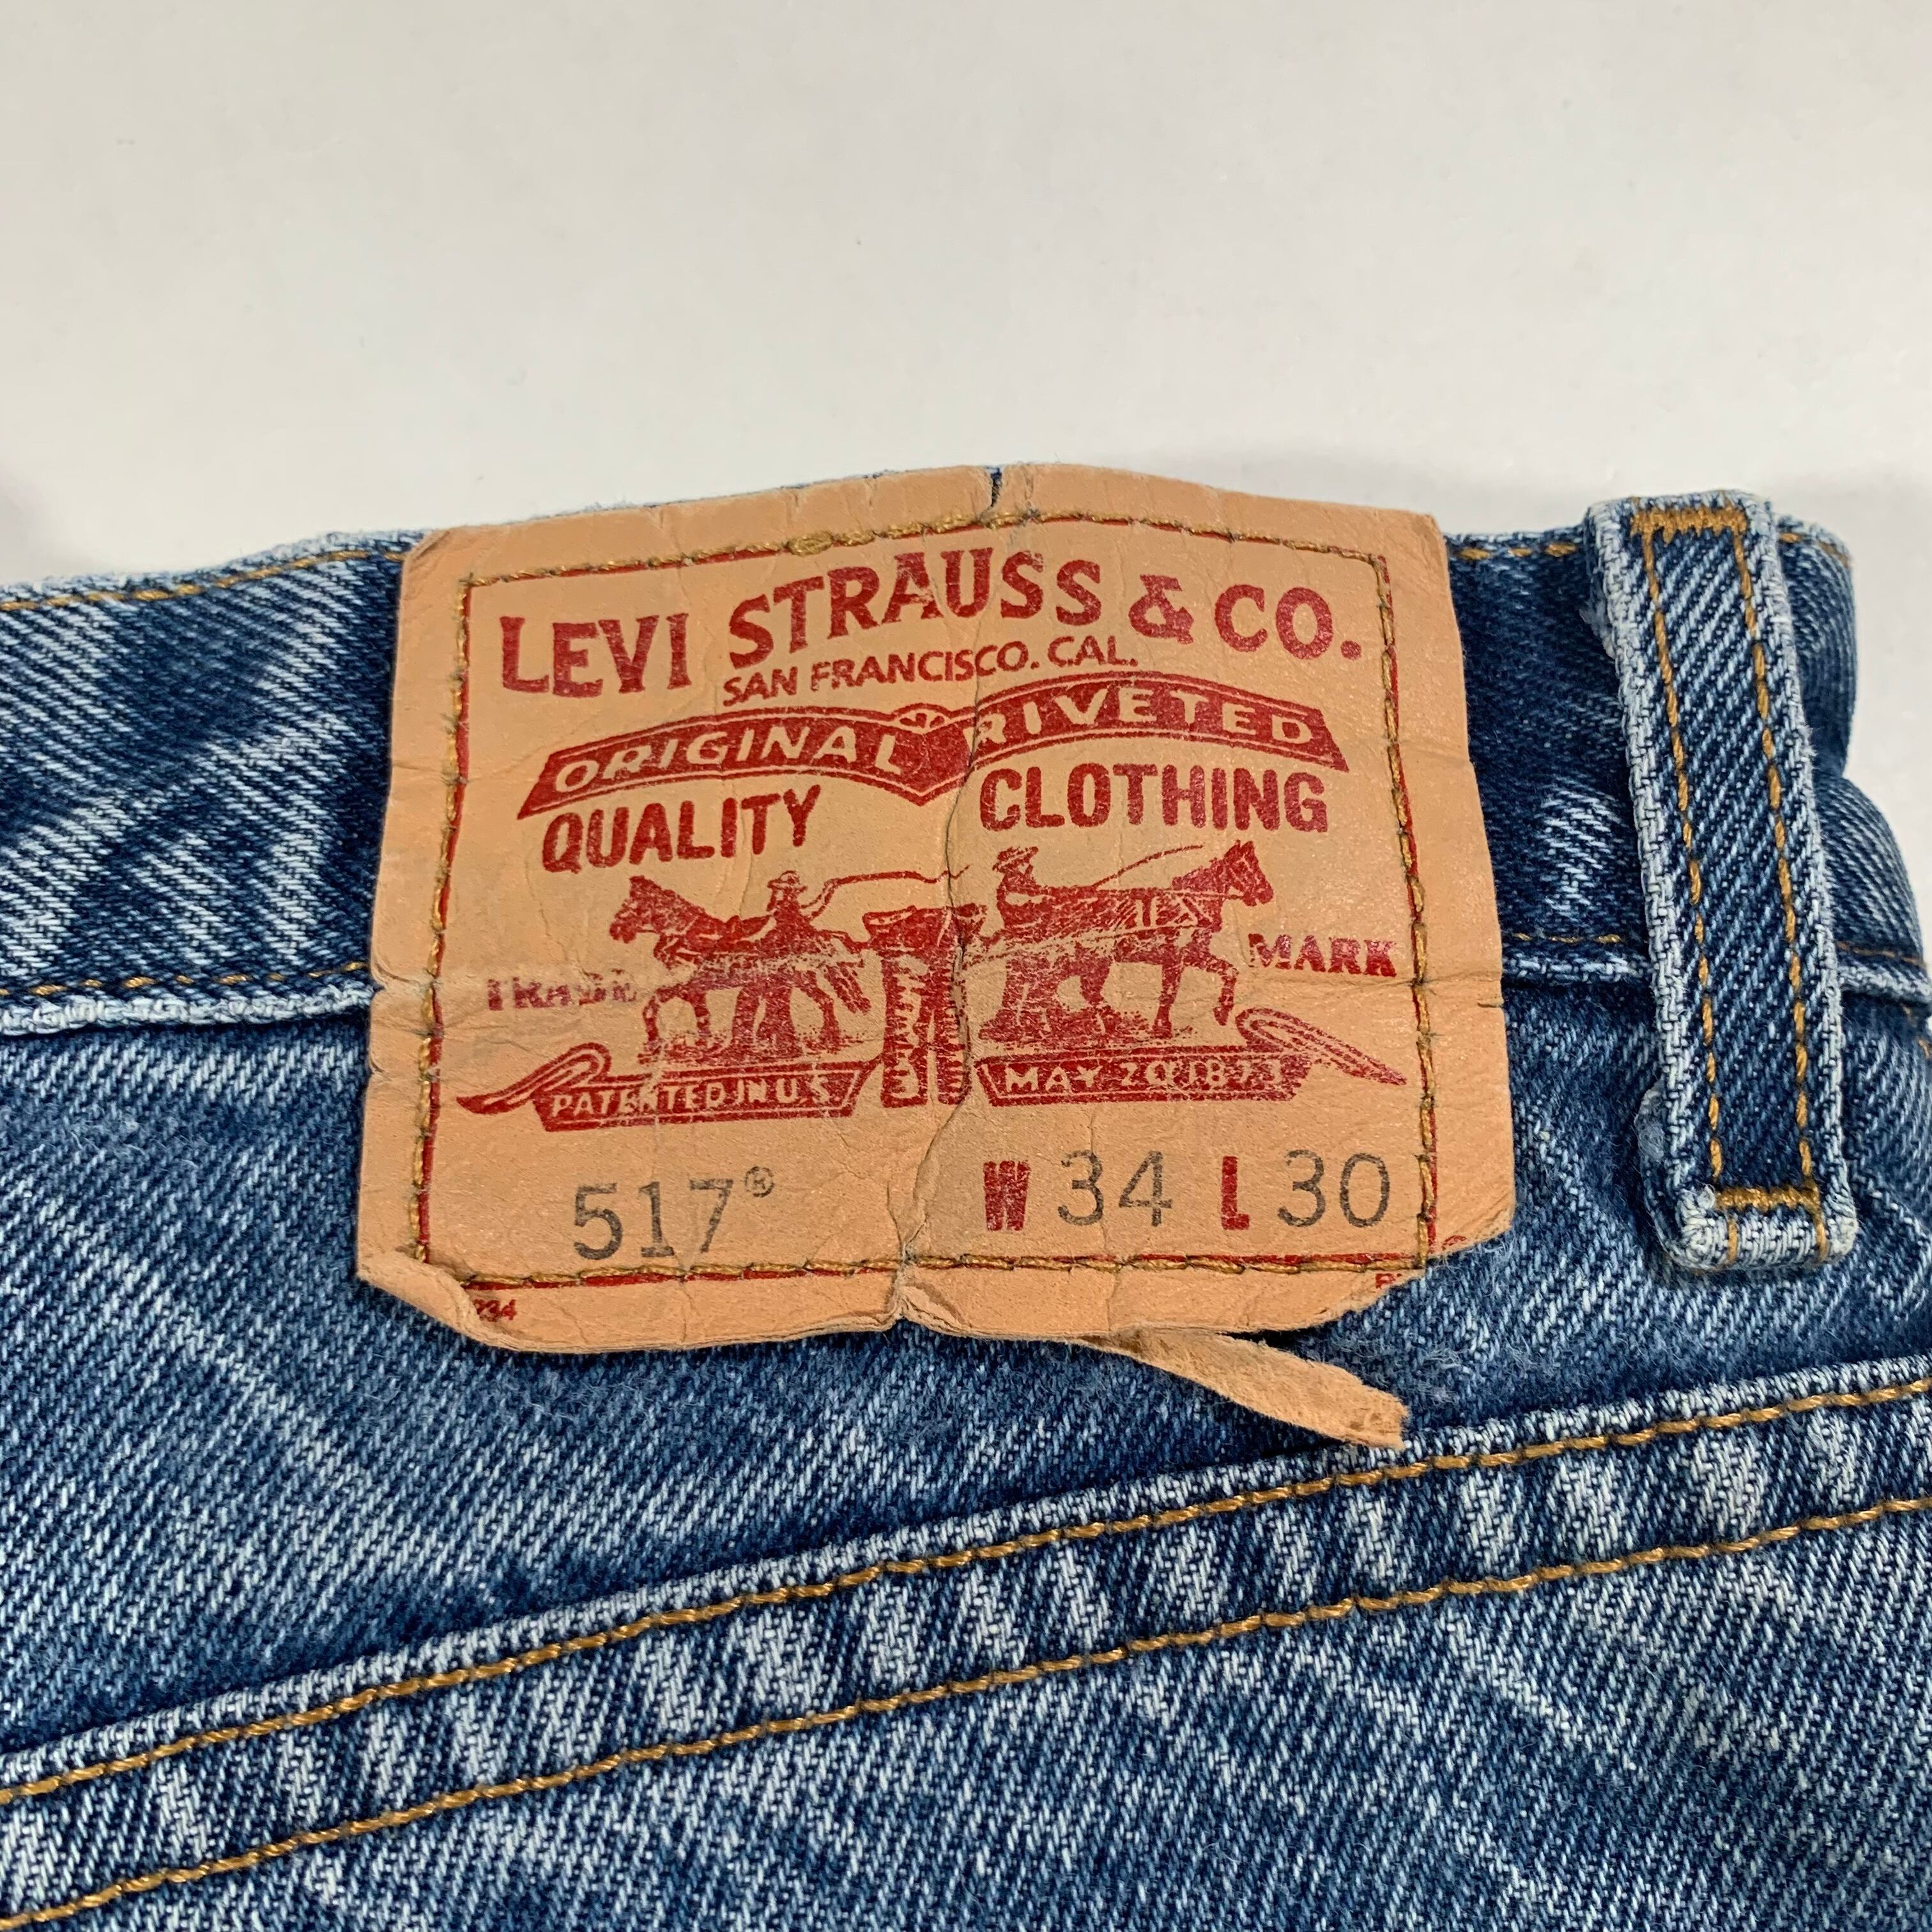 LEVI STRAUSS & CO.
SAN FRANCISCO. CAL.
ORIGINAL RIVETED
QUALITY CLOTHING
TRADE MARK
PATENTED IN U.S. MAY 20 1873
517® W 34 L 30